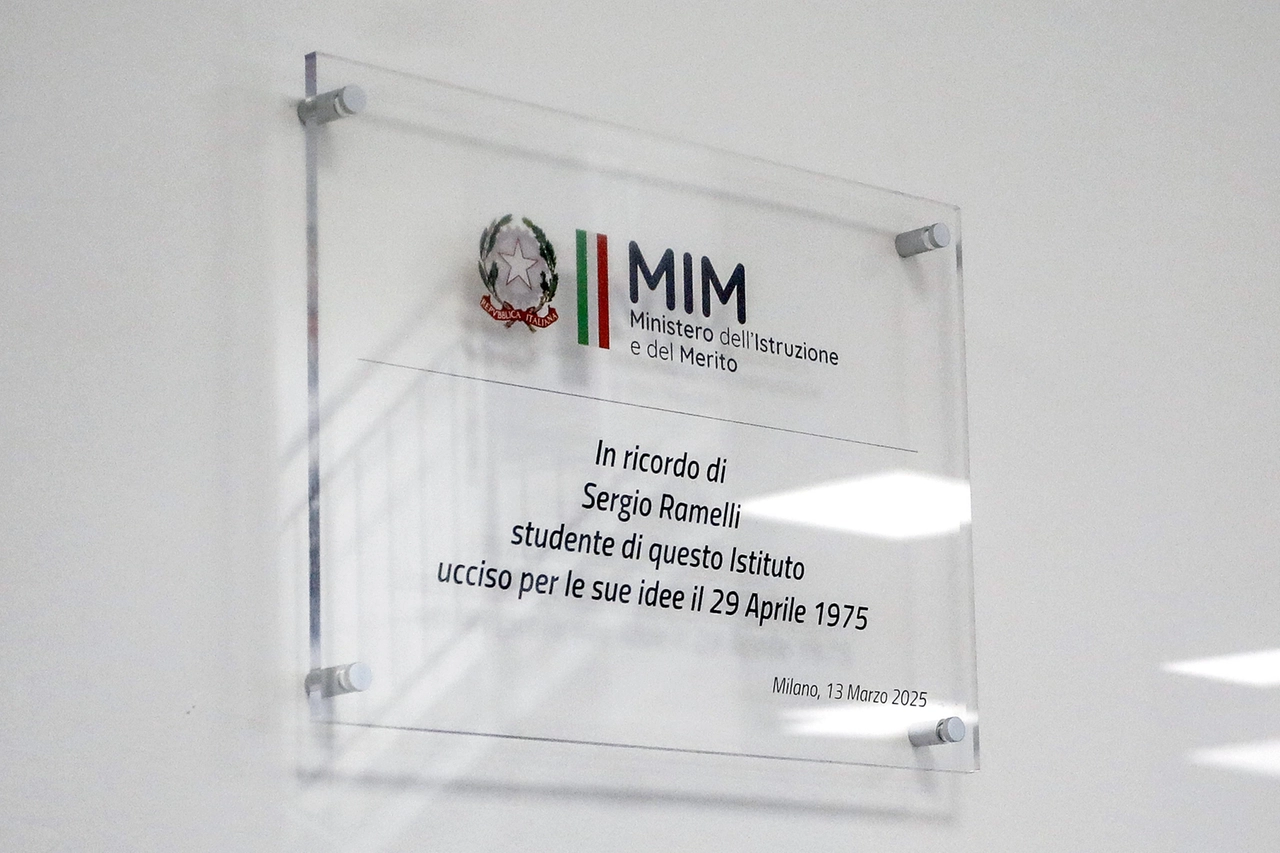 REPVBBLICA ITALIANA
MIM
Ministero dell'Istruzione
e del Merito
In ricordo di
Sergio Ramelli
studente di questo Istituto
ucciso per le sue idee il 29 Aprile 1975
Milano, 13 Marzo 2025